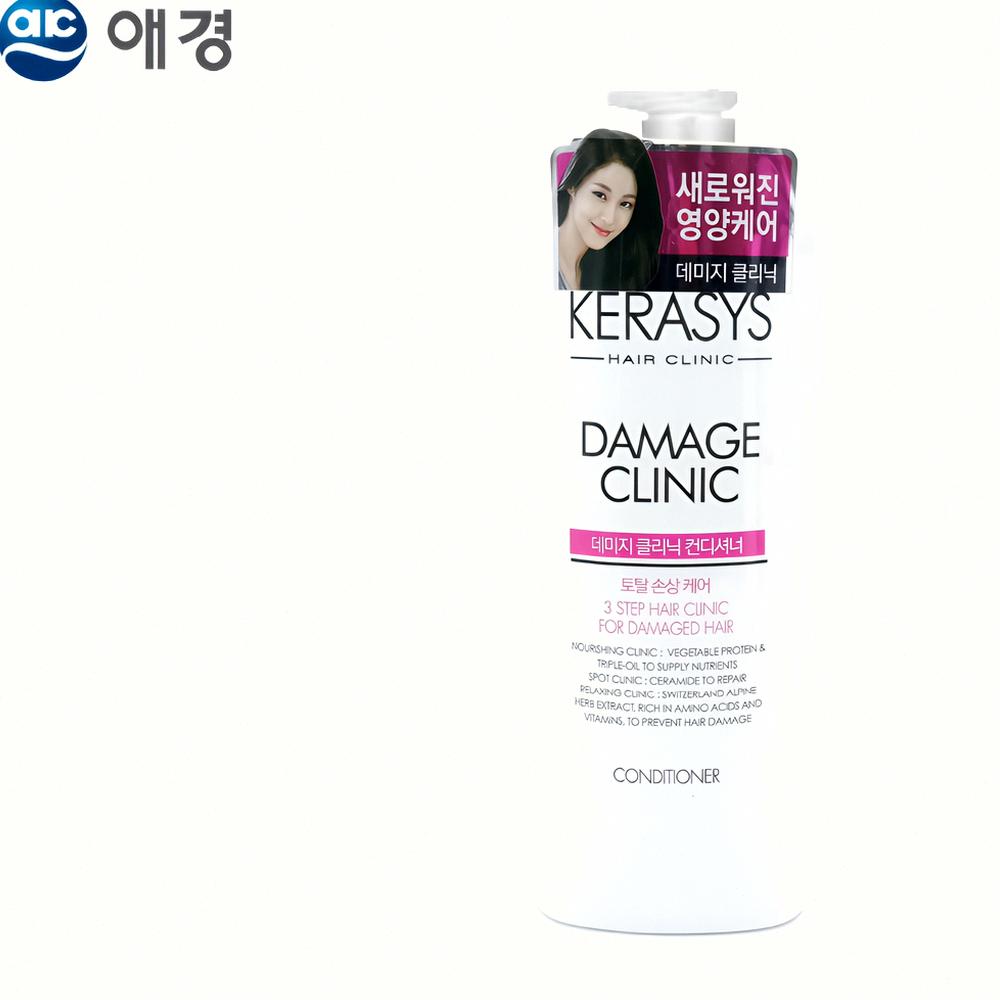 애경
새로워진
영양케어
데미지 클리닉
KERASYS
HAIR CLINIC
DAMAGE
CLINIC
데미지 클리닉 컨디셔너
토탈 손상 케어
3 STEP HAIR CLINIC
FOR DAMAGED HAIR
NOURISHING CLINIC : VEGETABLE PROTEIN &
TRIPLE-OIL TO SUPPLY NUTRIENTS
SPOT CLINIC : CERAMIDE TO REPAIR
RELAXING CLINIC : SWITZERLAND ALPINE
HERB EXTRACT, RICH IN AMINO ACIDS AND
VITAMINS, TO PREVENT HAIR DAMAGE
CONDITIONER